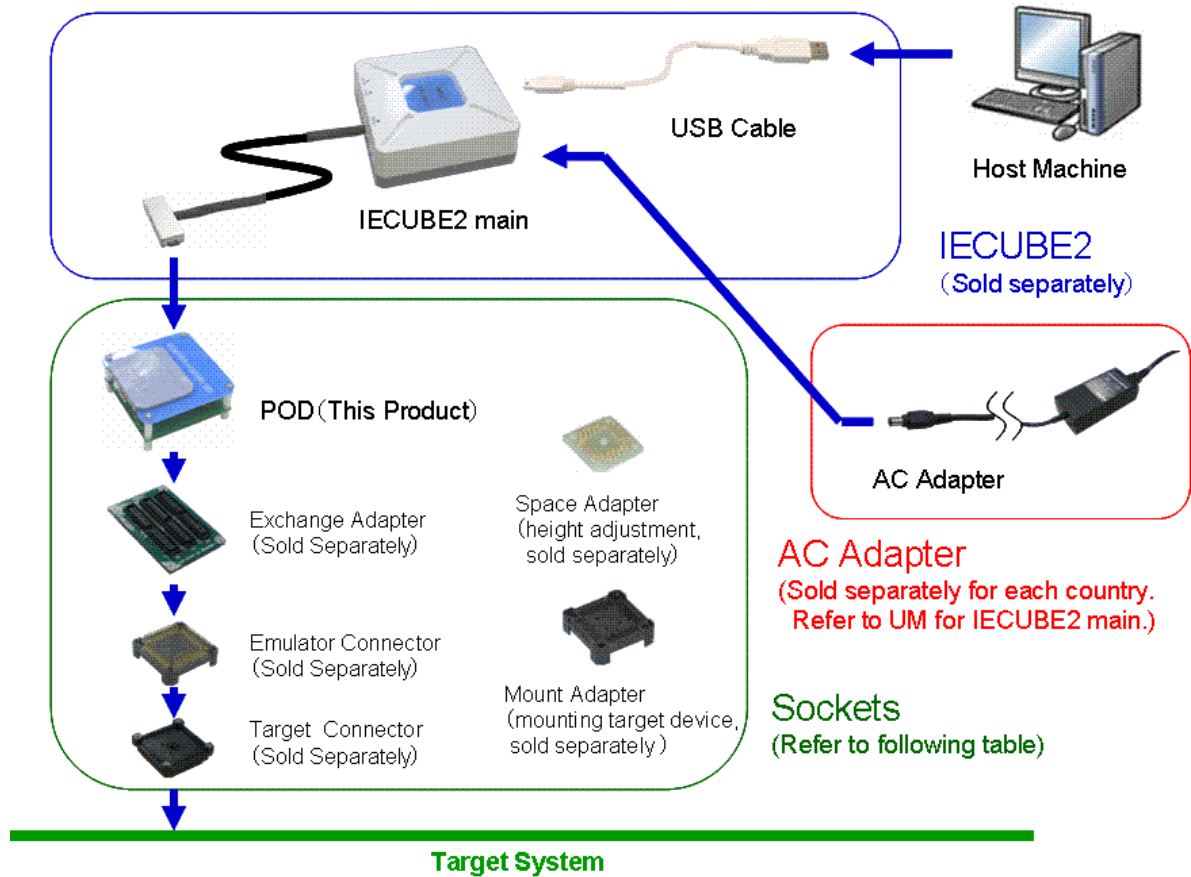 USB Cable
Host Machine
IECUBE2 main
IECUBE2
(Sold separately)
POD(This Product)
AC Adapter
Exchange Adapter
(Sold Separately)
Space Adapter
(height adjustment,
sold separately)
AC Adapter
(Sold separately for each country.
Refer to UM for IECUBE2 main.)
Emulator Connector
(Sold Separately)
Mount Adapter
(mounting target device,
sold separately)
Target Connector
(Sold Separately)
Sockets
(Refer to following table)
Target System